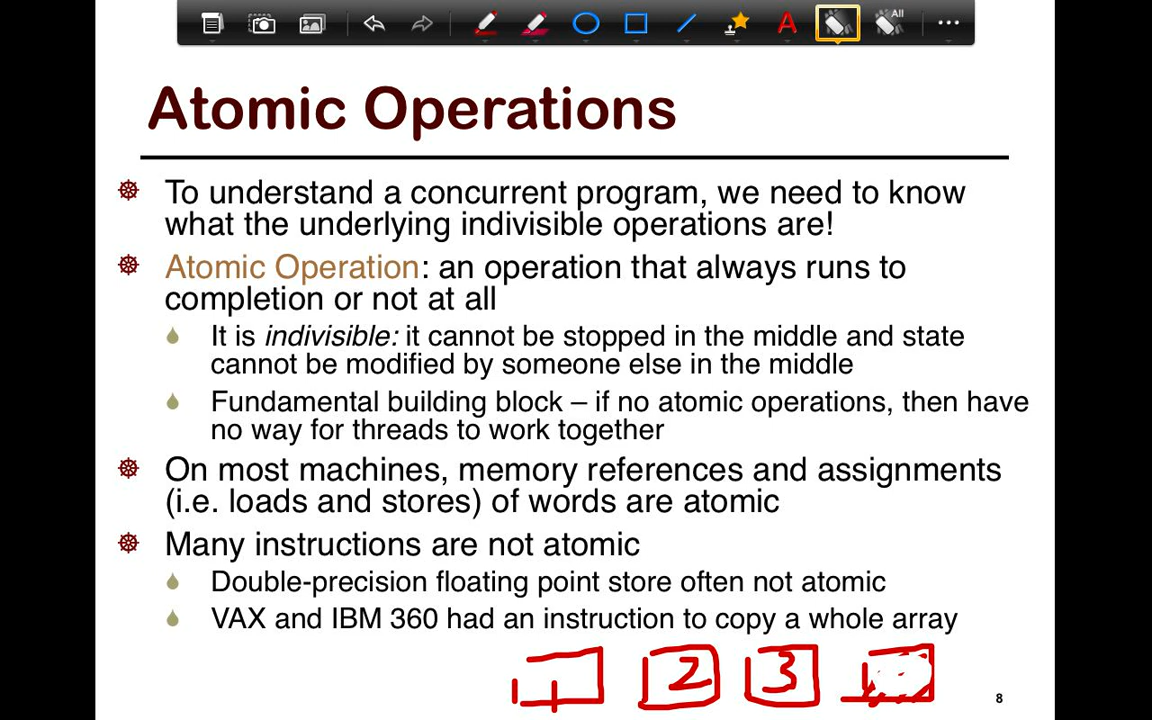 All
A
Atomic Operations
To understand a concurrent program, we need to know
what the underlying indivisible operations are!
Atomic Operation: an operation that always runs to
completion or not at all
It is indivisible: it cannot be stopped in the middle and state
cannot be modified by someone else in the middle
Fundamental building block – if no atomic operations, then have
no way for threads to work together
On most machines, memory references and assignments
(i.e. loads and stores) of words are atomic
Many instructions are not atomic
Double-precision floating point store often not atomic
VAX and IBM 360 had an instruction to copy a whole array
2 3
8